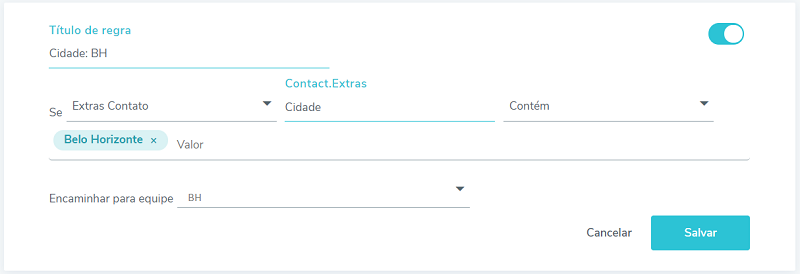 Título de regra
Cidade: BH
Contact.Extras
Se Extras Contato Cidade Contém
Belo Horizonte × Valor
Encaminhar para equipe BH
Cancelar Salvar